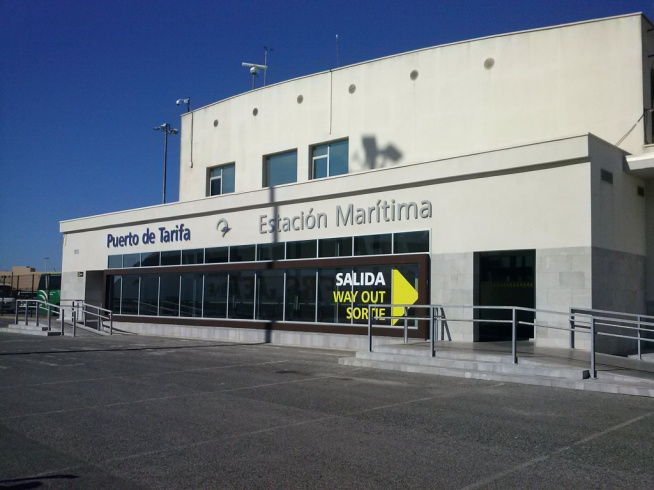 Puerto de Tarifa
Estación Marítima
SALIDA
WAY OUT
SORTIE